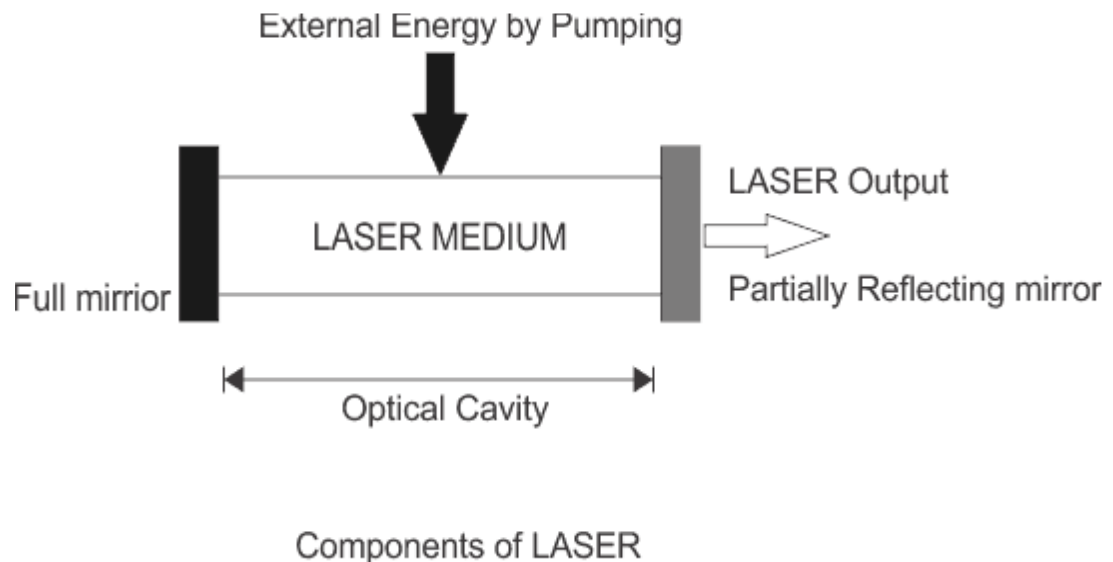 External Energy by Pumping
LASER MEDIUM
LASER Output
Full mirrior
Partially Reflecting mirror
Optical Cavity
Components of LASER